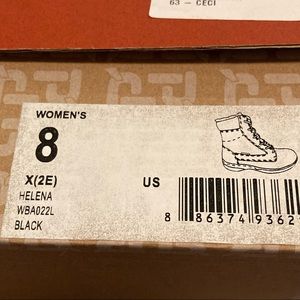 63 — CECI
WOMEN'S
8
X(2E)
US
HELENA
WBA022L
BLACK
8 86374 9362